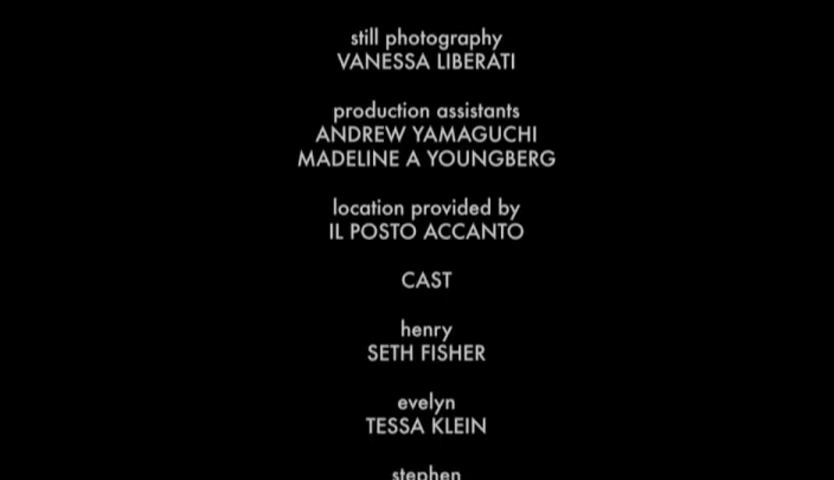 still photography
VANESSA LIBERATI
production assistants
ANDREW YAMAGUCHI
MADELINE A YOUNGBERG
location provided by
IL POSTO ACCANTO
CAST
henry
SETH FISHER
evelyn
TESSA KLEIN
stephen